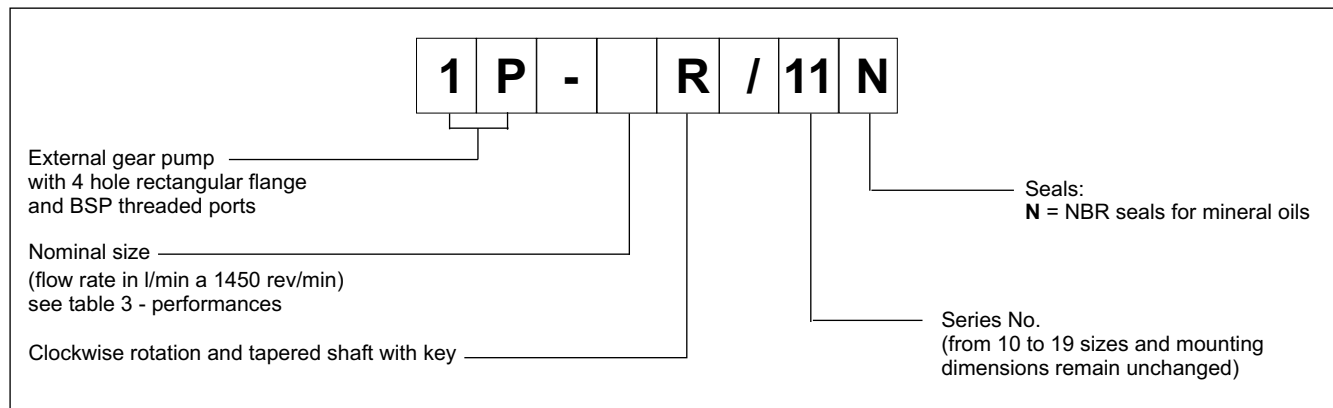 1 P - R / 11 N
External gear pump
with 4 hole rectangular flange
and BSP threaded ports
Seals:
N = NBR seals for mineral oils
Nominal size
(flow rate in l/min a 1450 rev/min)
see table 3 - performances
Series No.
(from 10 to 19 sizes and mounting
dimensions remain unchanged)
Clockwise rotation and tapered shaft with key